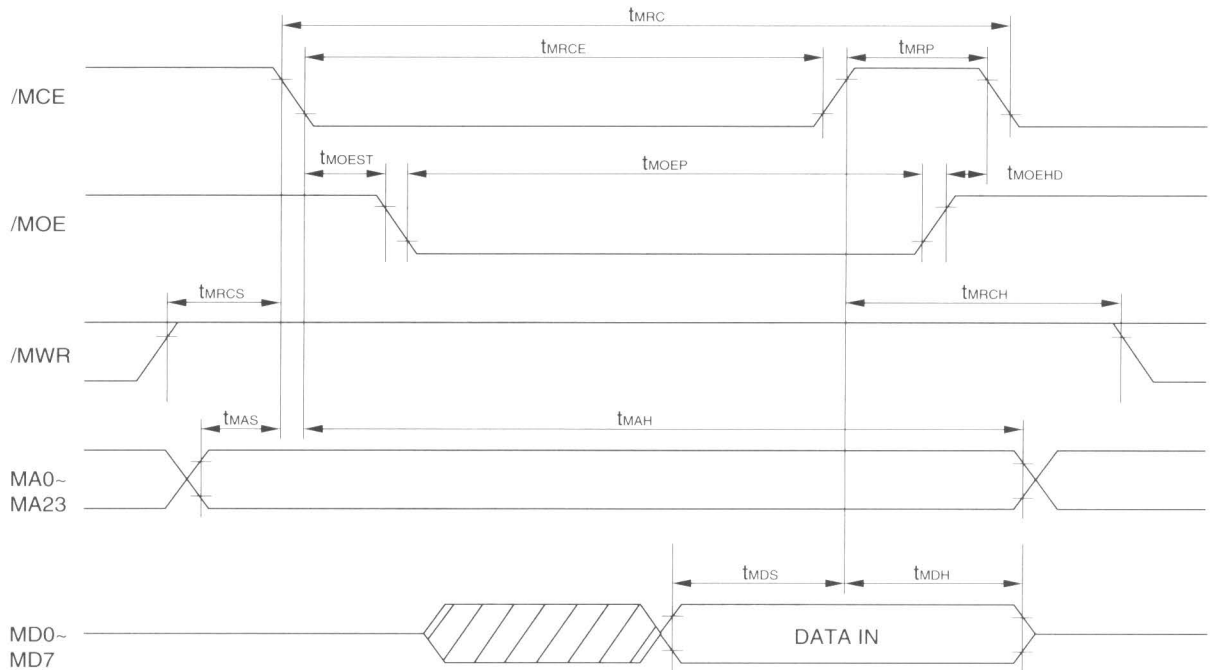 tMRC
tMRCE
tMRP
/MCE
tMOEST
tMOEP
tMOEHD
/MOE
tMRCS
tMRCH
/MWR
tMAS
tMAH
MA0~
MA23
tMDS
tMDH
MD0~
MD7
DATA IN